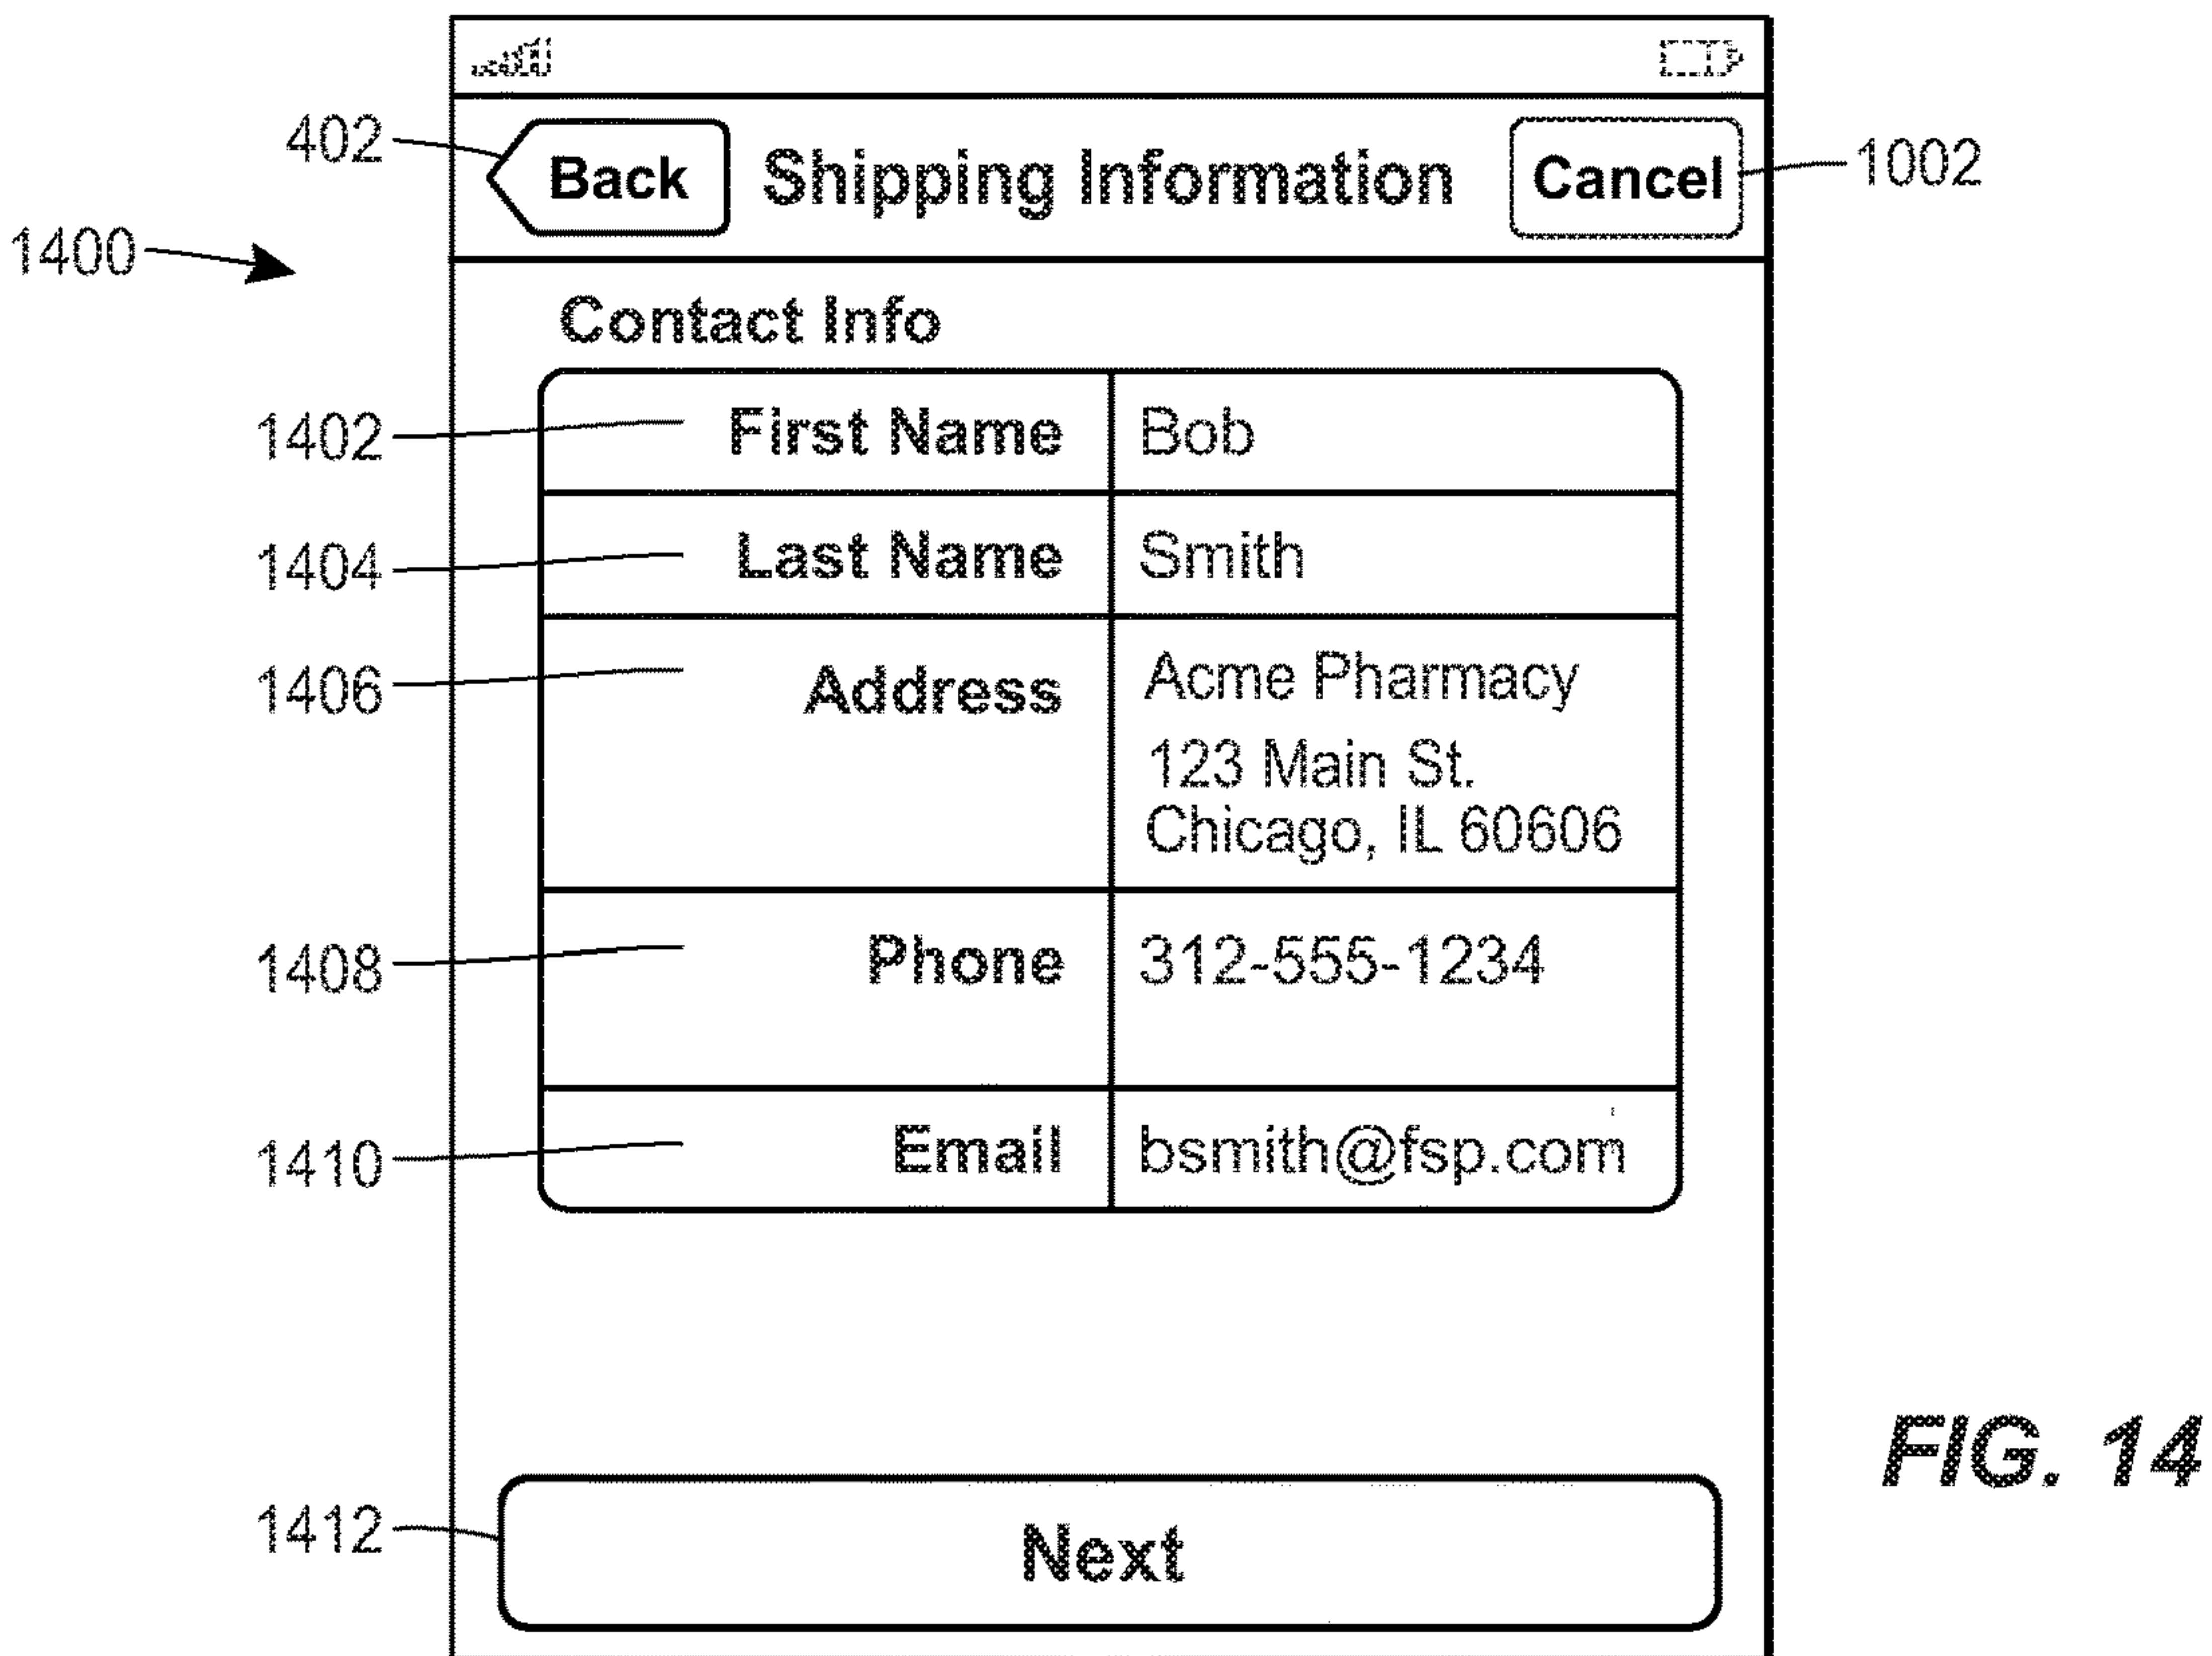 402 Back Shipping Information Cancel 1002
1400
Contact Info
1402 First Name Bob
1404 Last Name Smith
1406 Address Acme Pharmacy
123 Main St.
Chicago, IL 60606
1408 Phone 312-555-1234
1410 Email bsmith@fsp.com
FIG. 14
1412 Next